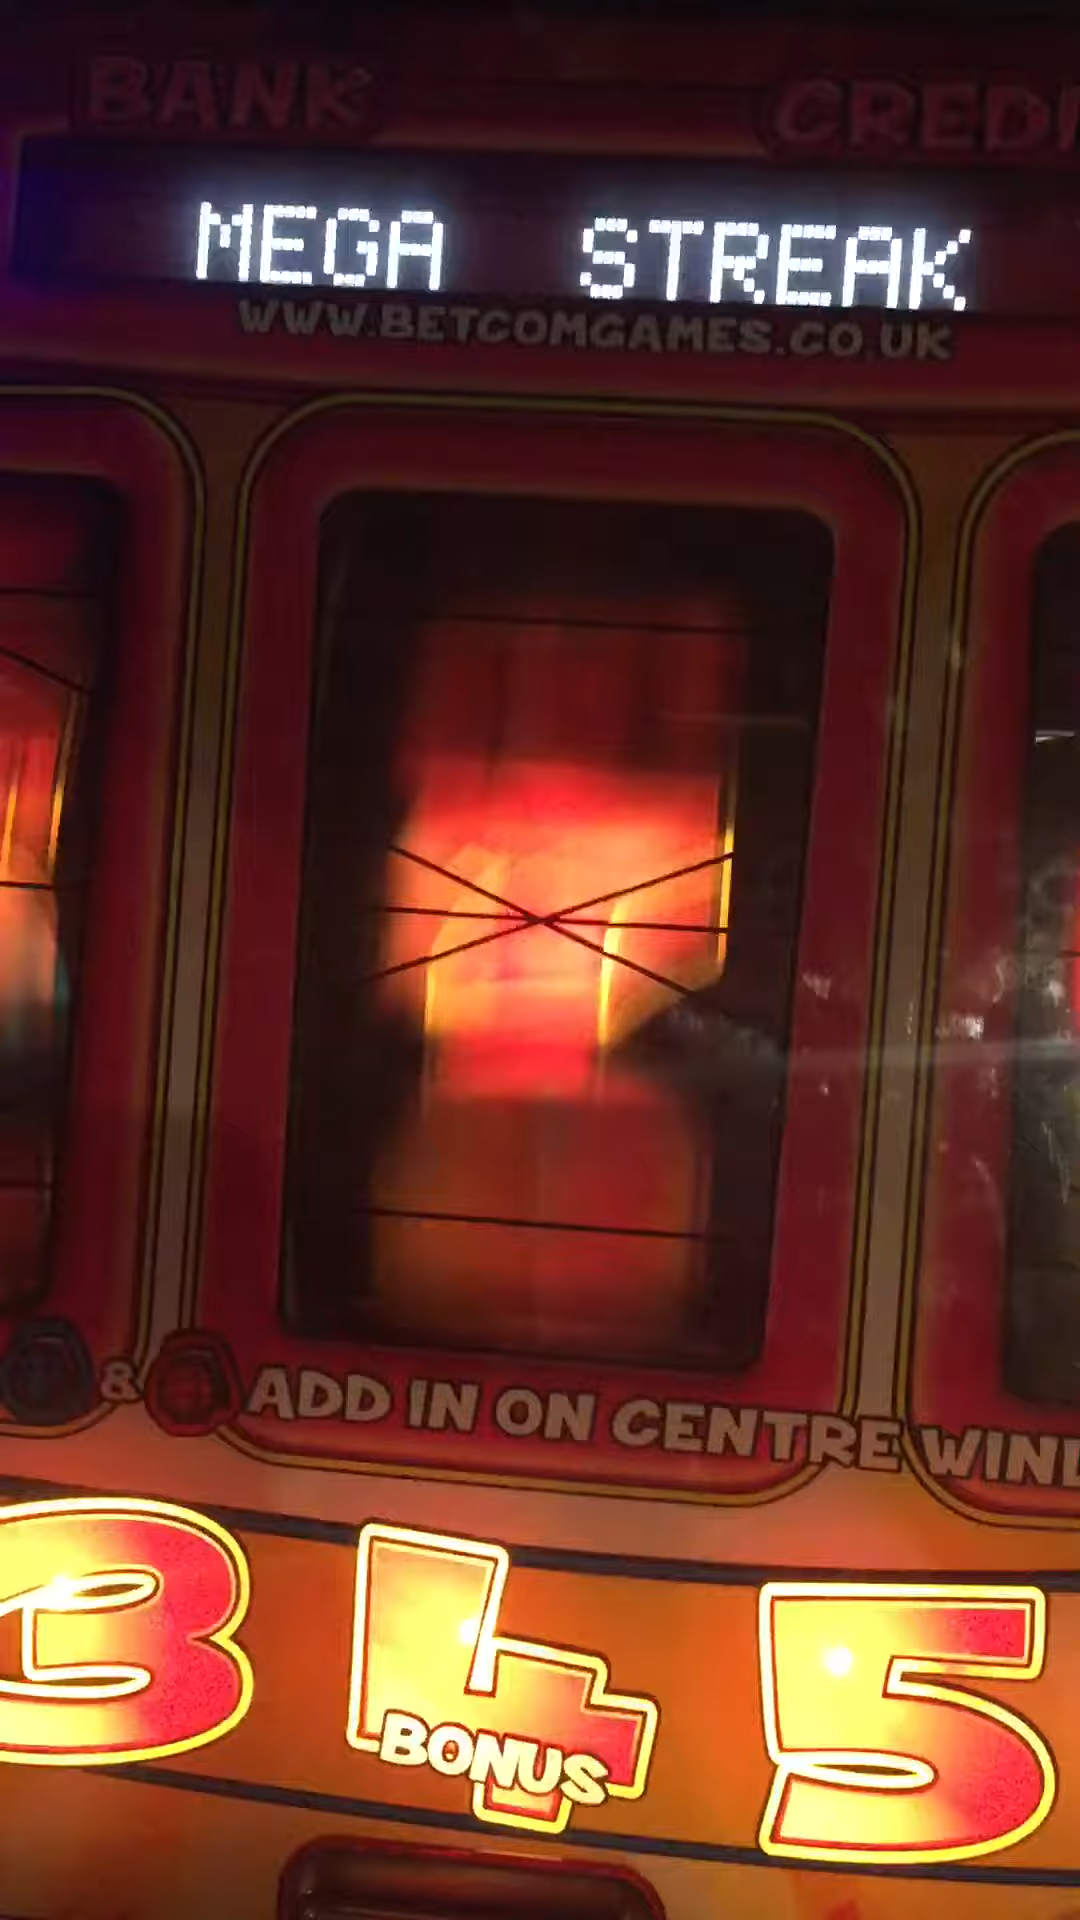 BANK
MEGA STREAK
WWW.BETCOMGAMES.CO.UK
& ADD IN ON CENTRE
3 4 5
BONUS